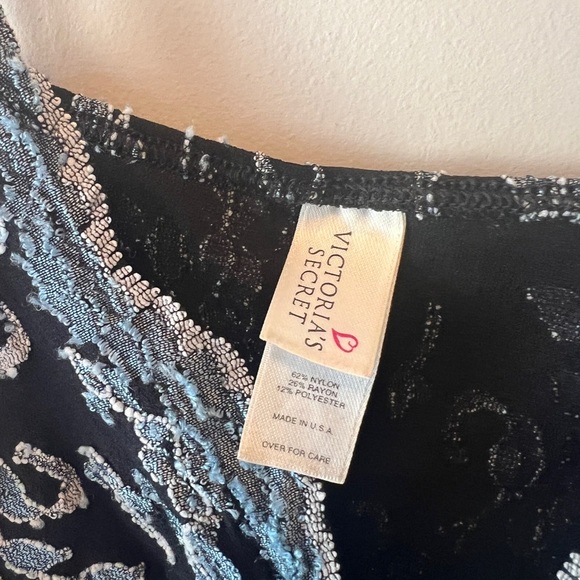 VICTORIA'S
SECRET
62% NYLON
26% RAYON
12% POLYESTER
MADE IN U.S.A
OVER FOR CARE